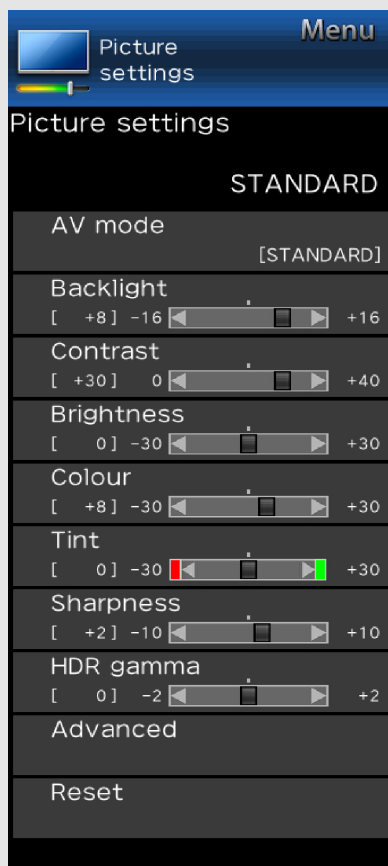 Menu
Picture
settings
Picture settings
STANDARD
AV mode
[STANDARD]
Backlight
[ +8] -16 +16
Contrast
[ +30] 0 +40
Brightness
[ 0] -30 +30
Colour
[ +8] -30 +30
Tint
[ 0] -30 +30
Sharpness
[ +2] -10 +10
HDR gamma
[ 0] -2 +2
Advanced
Reset